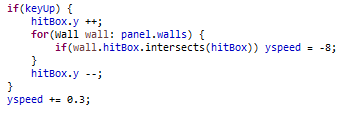 if(keyUp) {
    hitBox.y ++;
    for(Wall wall: panel.walls) {
        if(wall.hitBox.intersects(hitBox)) yspeed = -8;
    }
    hitBox.y --;
}
yspeed += 0.3;